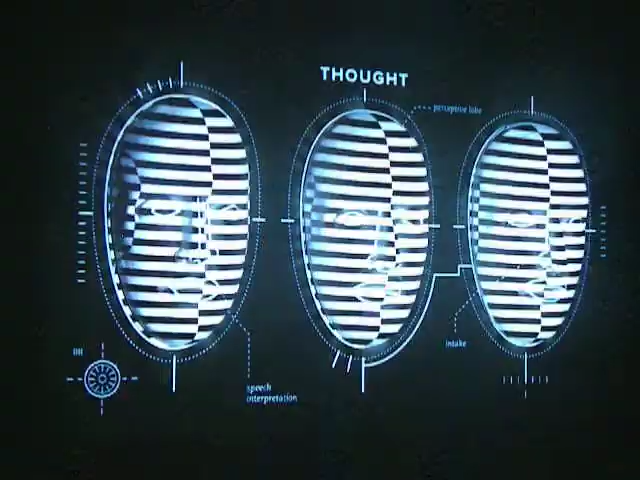 THOUGHT
perceptive lobe
intake
speech
interpretation